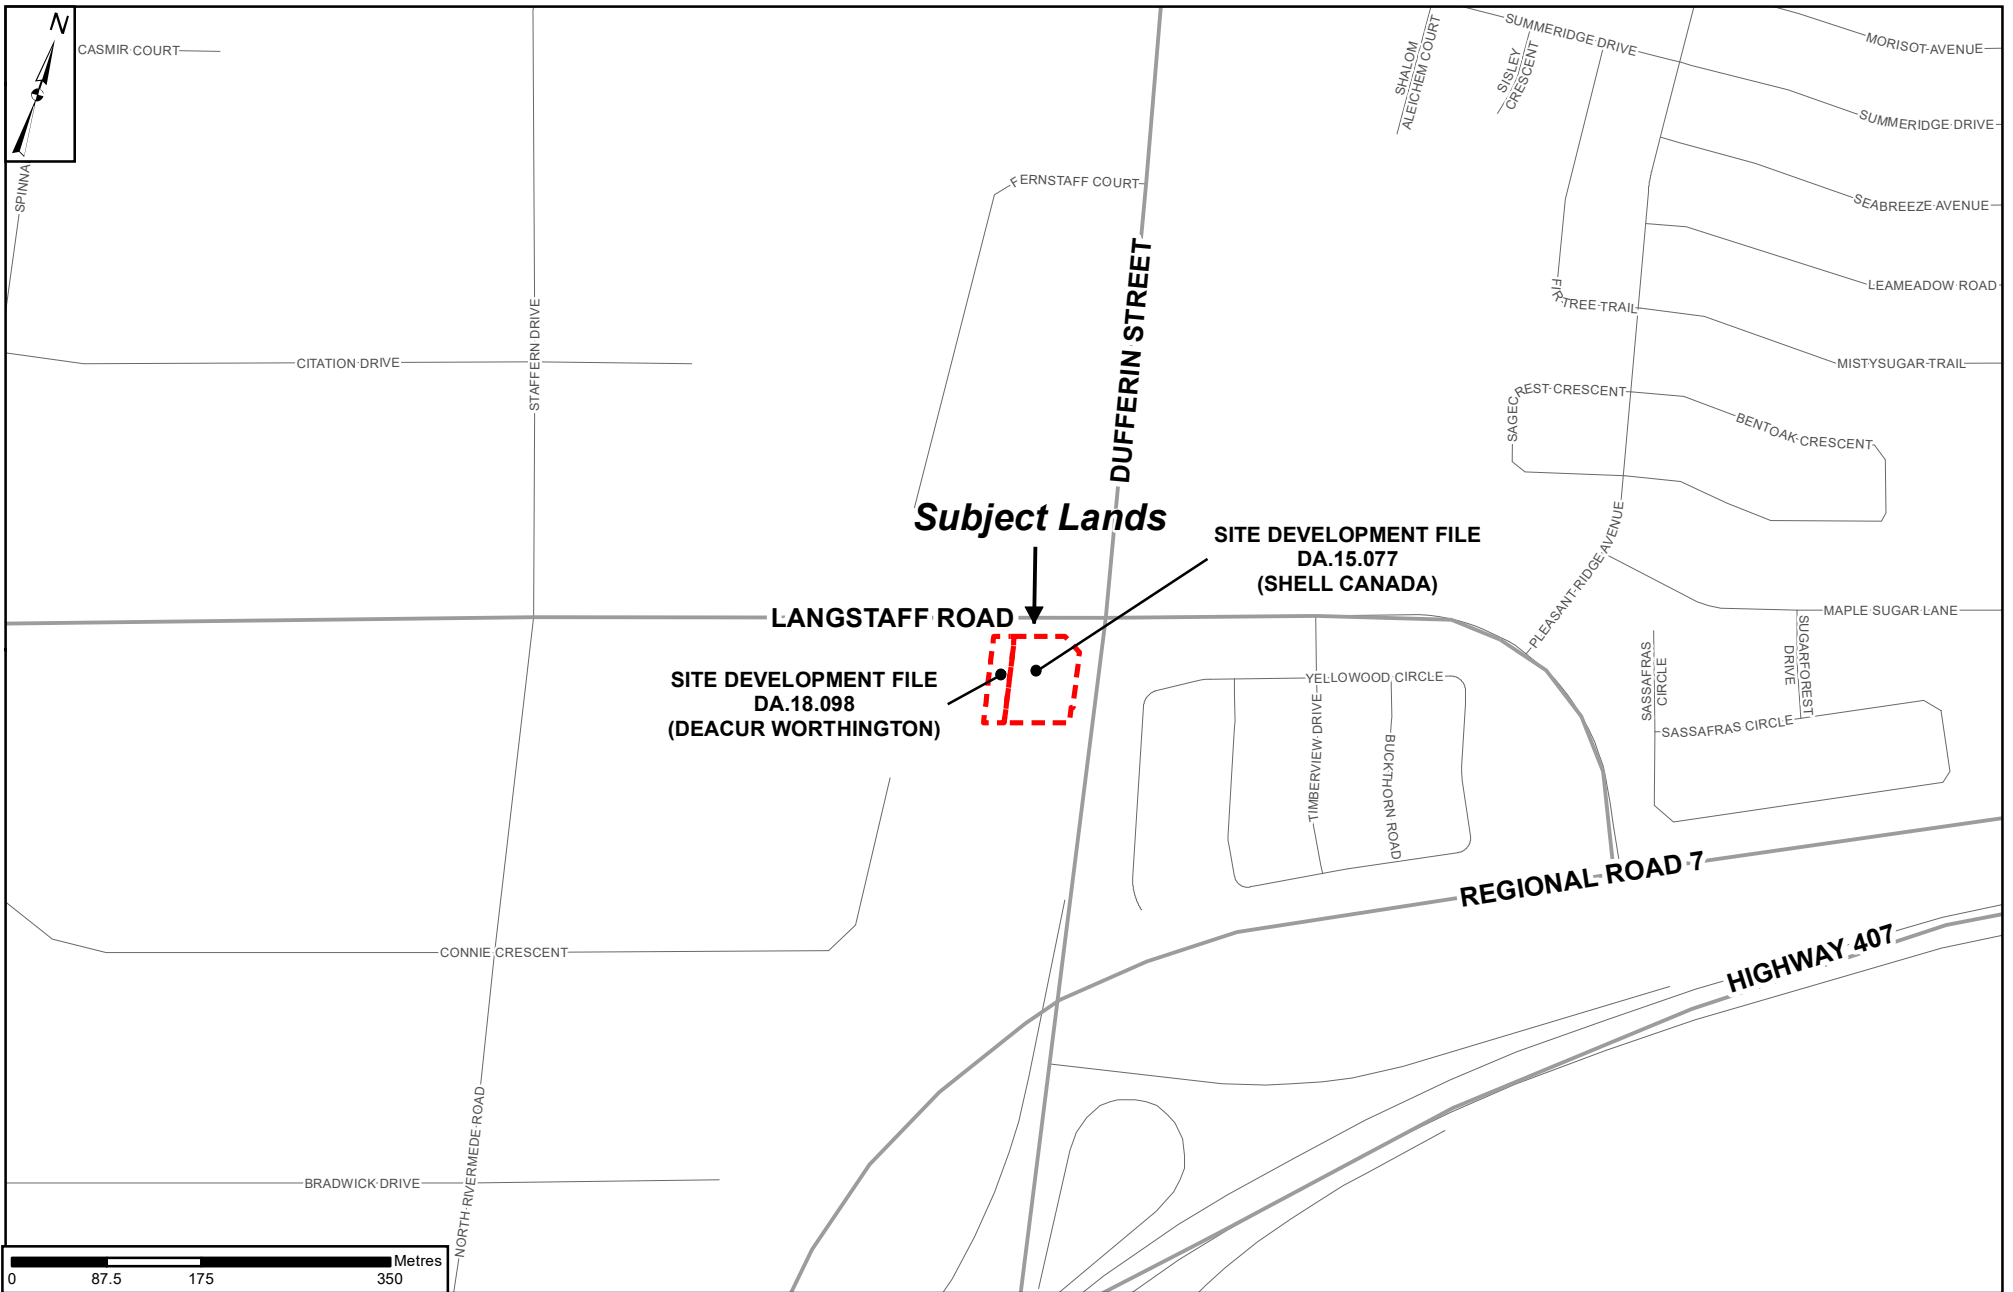 N
CASMIR COURT
SPINNA
SUMMERIDGE DRIVE
MORISOT AVENUE
SHALOM
ALEICHEM COURT
SISLEY
CRESCENT
SUMMERIDGE DRIVE
FERNSTAFF COURT
SEABREEZE AVENUE
DUFFERIN STREET
LEAMEADOW ROAD
FIR TREE TRAIL
STAFFERN DRIVE
CITATION DRIVE
MISTYSUGAR TRAIL
SAGECREST CRESCENT
BENTOAK CRESCENT
Subject Lands
SITE DEVELOPMENT FILE
DA.15.077
(SHELL CANADA)
PLEASANT RIDGE AVENUE
LANGSTAFF ROAD
MAPLE SUGAR LANE
SUGARFOREST
DRIVE
SASSAFRAS
CIRCLE
SITE DEVELOPMENT FILE
DA.18.098
(DEACUR WORTHINGTON)
YELLOWOOD CIRCLE
TIMBERVIEW DRIVE
BUCKTHORN ROAD
SASSAFRAS CIRCLE
REGIONAL ROAD 7
CONNIE CRESCENT
HIGHWAY 407
NORTH RIVERMEDE ROAD
BRADWICK DRIVE
Metres
0 87.5 175 350